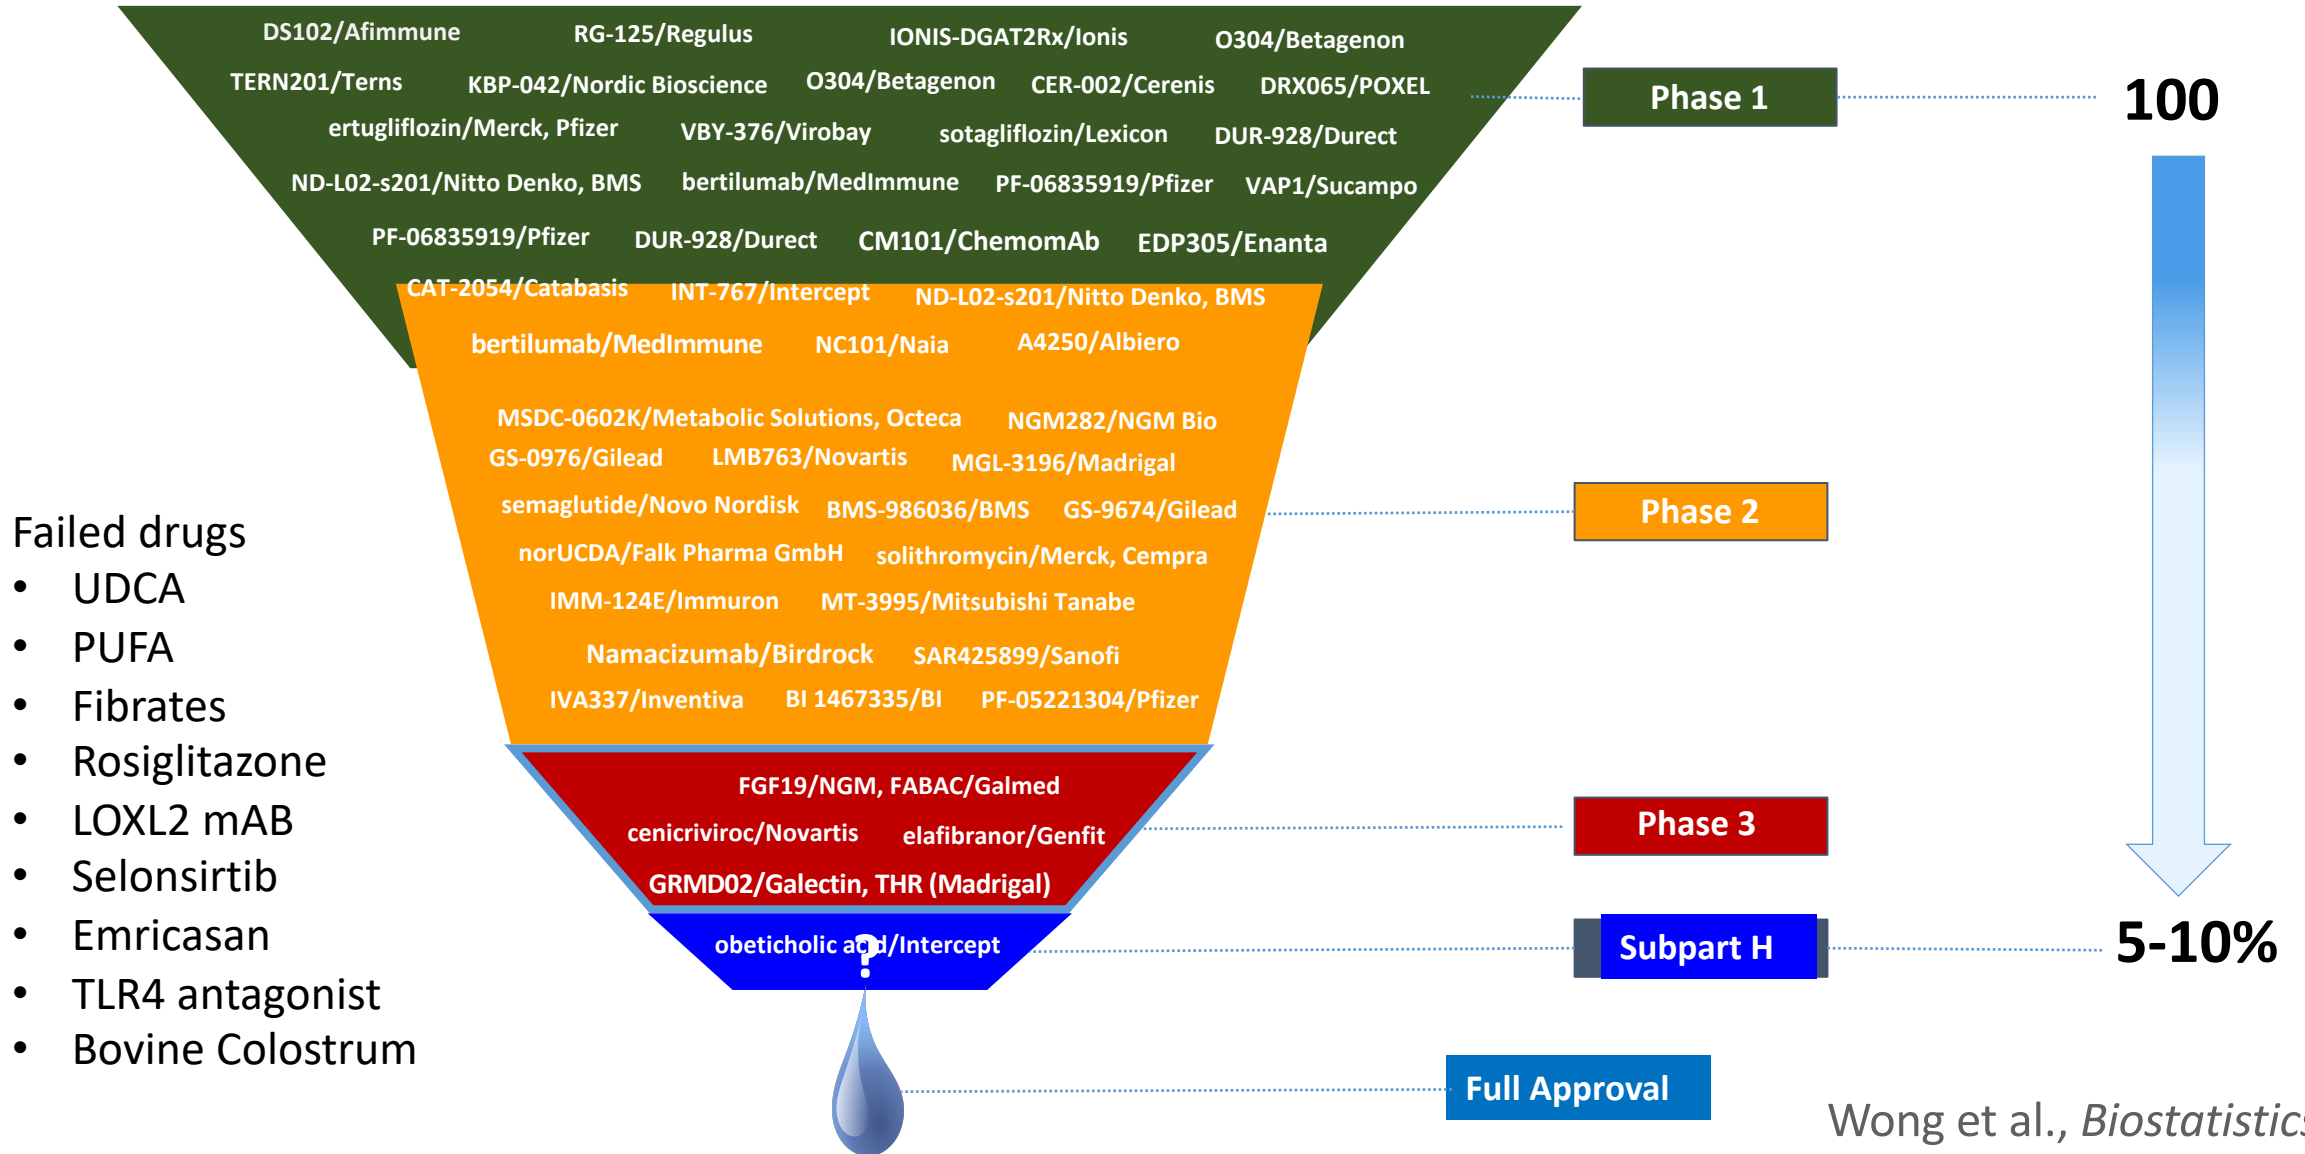 DS102/Afimmune RG-125/Regulus IONIS-DGAT2Rx/Ionis O304/Betagenon
TERN201/Terns KBP-042/Nordic Bioscience O304/Betagenon CER-002/Cerenis DRX065/POXEL
Phase 1
100
ertugliflozin/Merck, Pfizer VBY-376/Virobay sotagliflozin/Lexicon DUR-928/Durect
ND-L02-s201/Nitto Denko, BMS bertilumab/MedImmune PF-06835919/Pfizer VAP1/Sucampo
PF-06835919/Pfizer DUR-928/Durect CM101/ChemomAb EDP305/Enanta
CAT-2054/Catabasis INT-767/Intercept ND-L02-s201/Nitto Denko, BMS
bertilumab/MedImmune NC101/Naia A4250/Albiero
MSDC-0602K/Metabolic Solutions, Octeca NGM282/NGM Bio
GS-0976/Gilead LMB763/Novartis MGL-3196/Madrigal
semaglutide/Novo Nordisk BMS-986036/BMS GS-9674/Gilead
Phase 2
norUCDA/Falk Pharma GmbH solithromycin/Merck, Cempra
IMM-124E/Immuron MT-3995/Mitsubishi Tanabe
Namacizumab/Birdrock SAR425899/Sanofi
IVA337/Inventiva BI 1467335/BI PF-05221304/Pfizer
FGF19/NGM, FABAC/Galmed
cenicriviroc/Novartis elafibranor/Genfit
Phase 3
GRMD02/Galectin, THR (Madrigal)
obeticholic acid/Intercept
?
Subpart H
5-10%
Full Approval
Failed drugs
• UDCA
• PUFA
• Fibrates
• Rosiglitazone
• LOXL2 mAB
• Selonsirtib
• Emricasan
• TLR4 antagonist
• Bovine Colostrum
Wong et al., Biostatistics